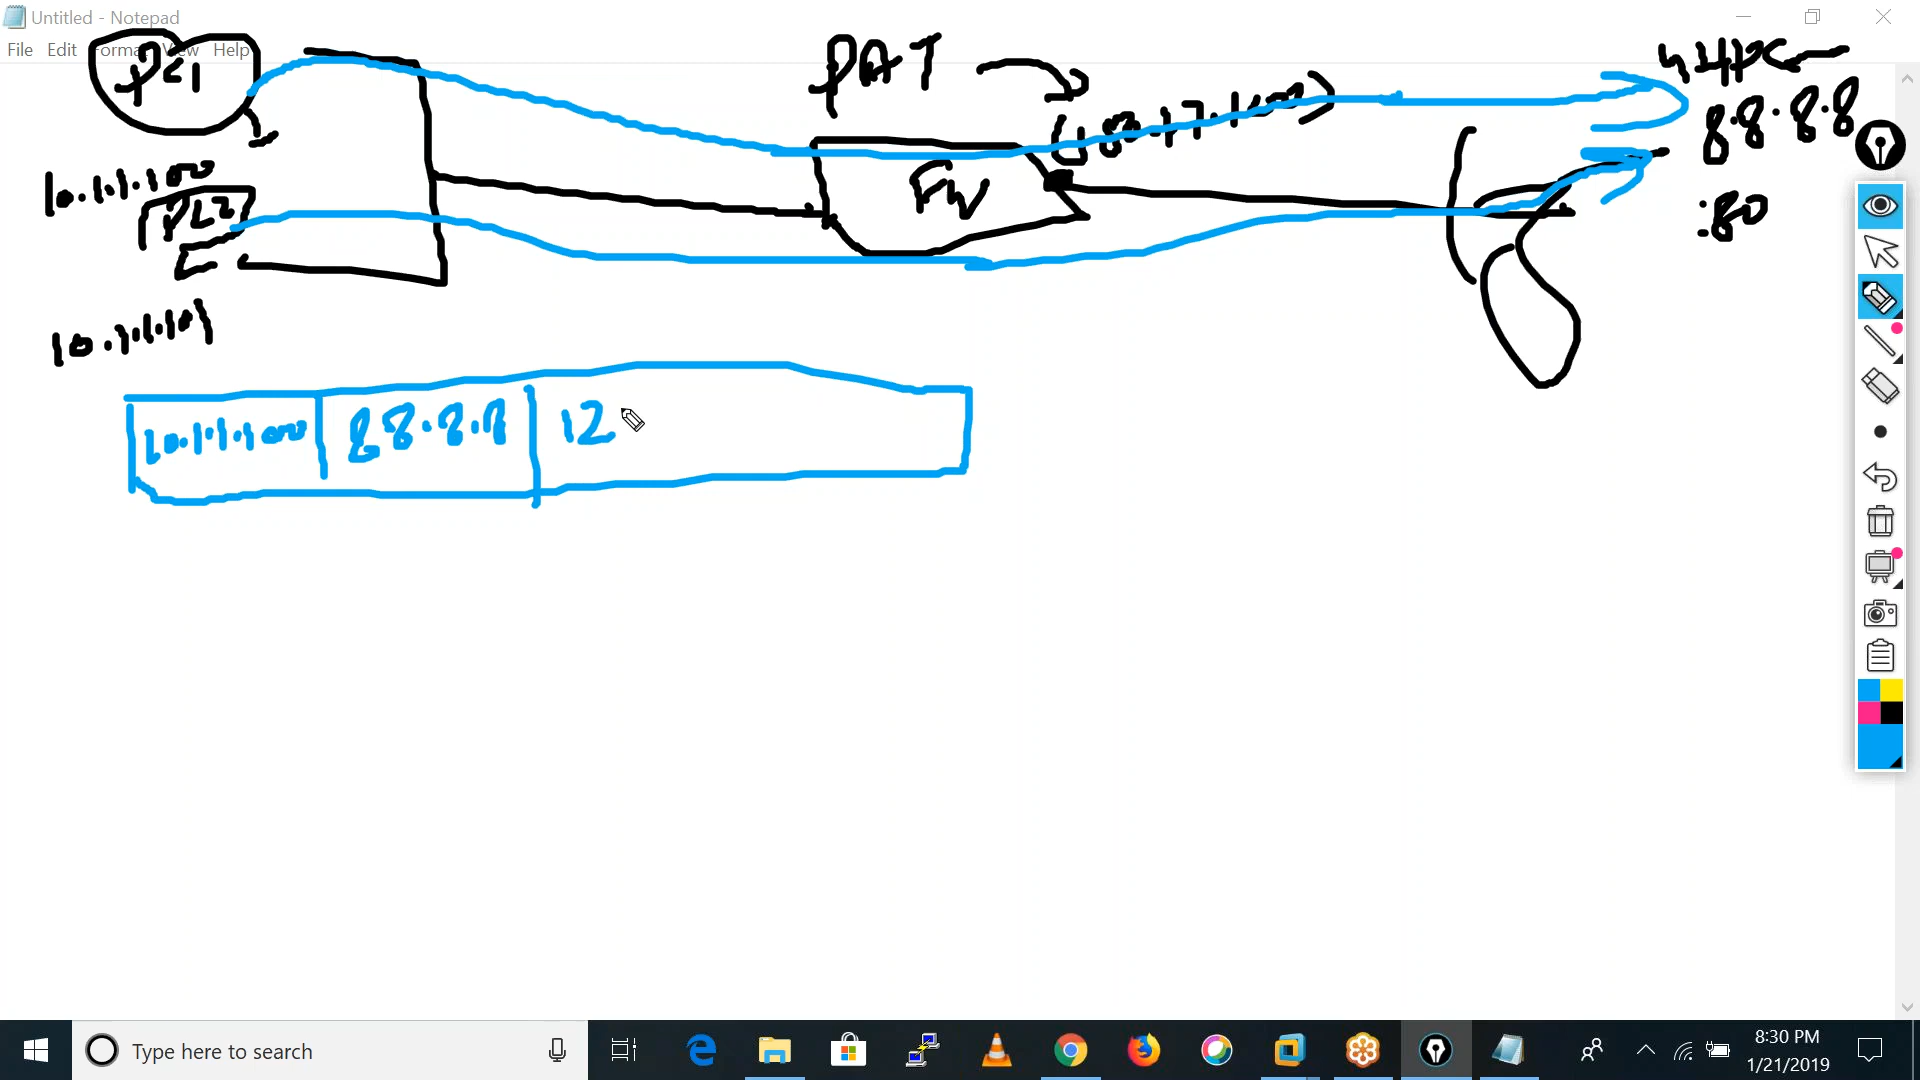 Untitled - Notepad
File Edit Format View Help
PC1
PAT
8.8.8.8
:80
10.1.1.100
PC2
FW
10.1.1.101
10.1.1.100 8.8.8.8 12
Type here to search
8:30 PM
1/21/2019